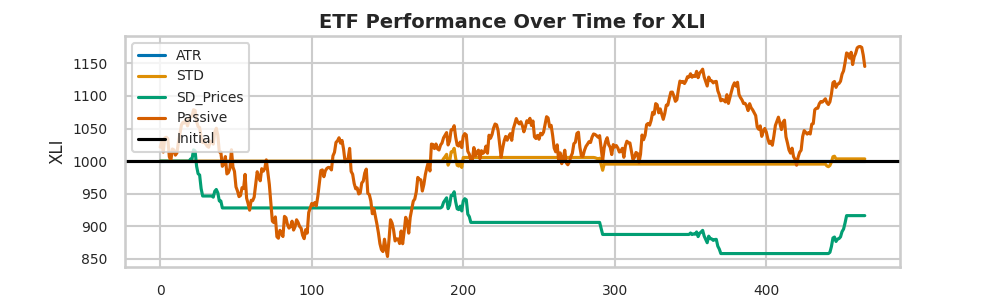 ETF Performance Over Time for XLI
XLI
1150
1100
1050
1000
950
900
850
ATR
STD
SD_Prices
Passive
Initial
0 100 200 300 400